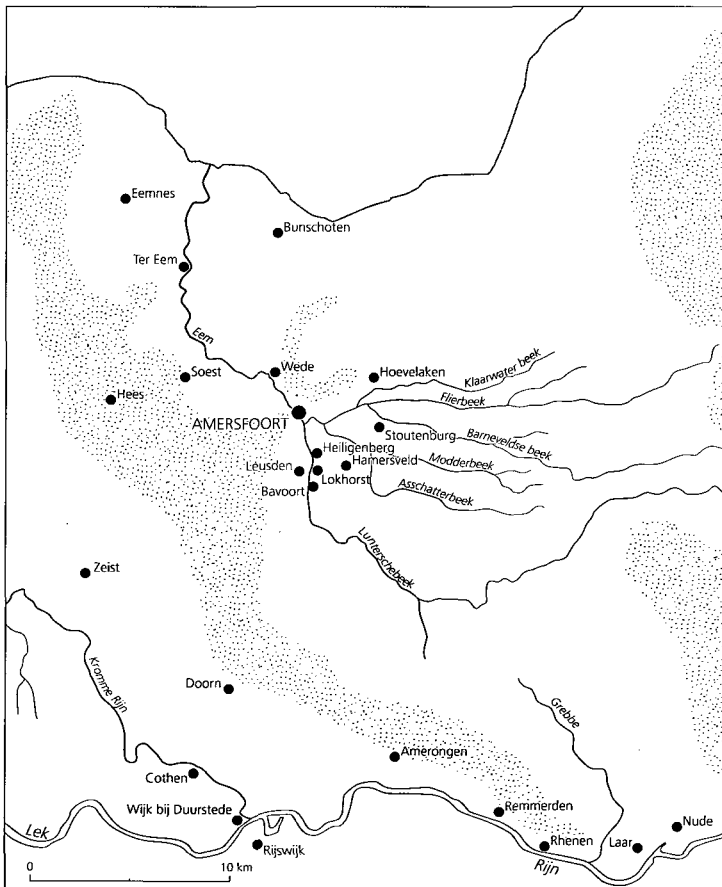 Eemnes
Bunschoten
Ter Eem
Eem
Soest
Wede
Hoevelaken
Klaarwater beek
Hees
Flierbeek
AMERSFOORT
Stoutenburg
Barneveldse beek
Heiligenberg
Hamersveld
Modderbeek
Leusden
Lokhorst
Bavoort
Asschatterbeek
Lunterschebeek
Zeist
Kromme Rijn
Doorn
Grebbe
Amerongen
Cothen
Wijk bij Duurstede
Remmerden
Nude
Lek
Rijswijk
Rhenen
Laar
Rijn
0 10 km